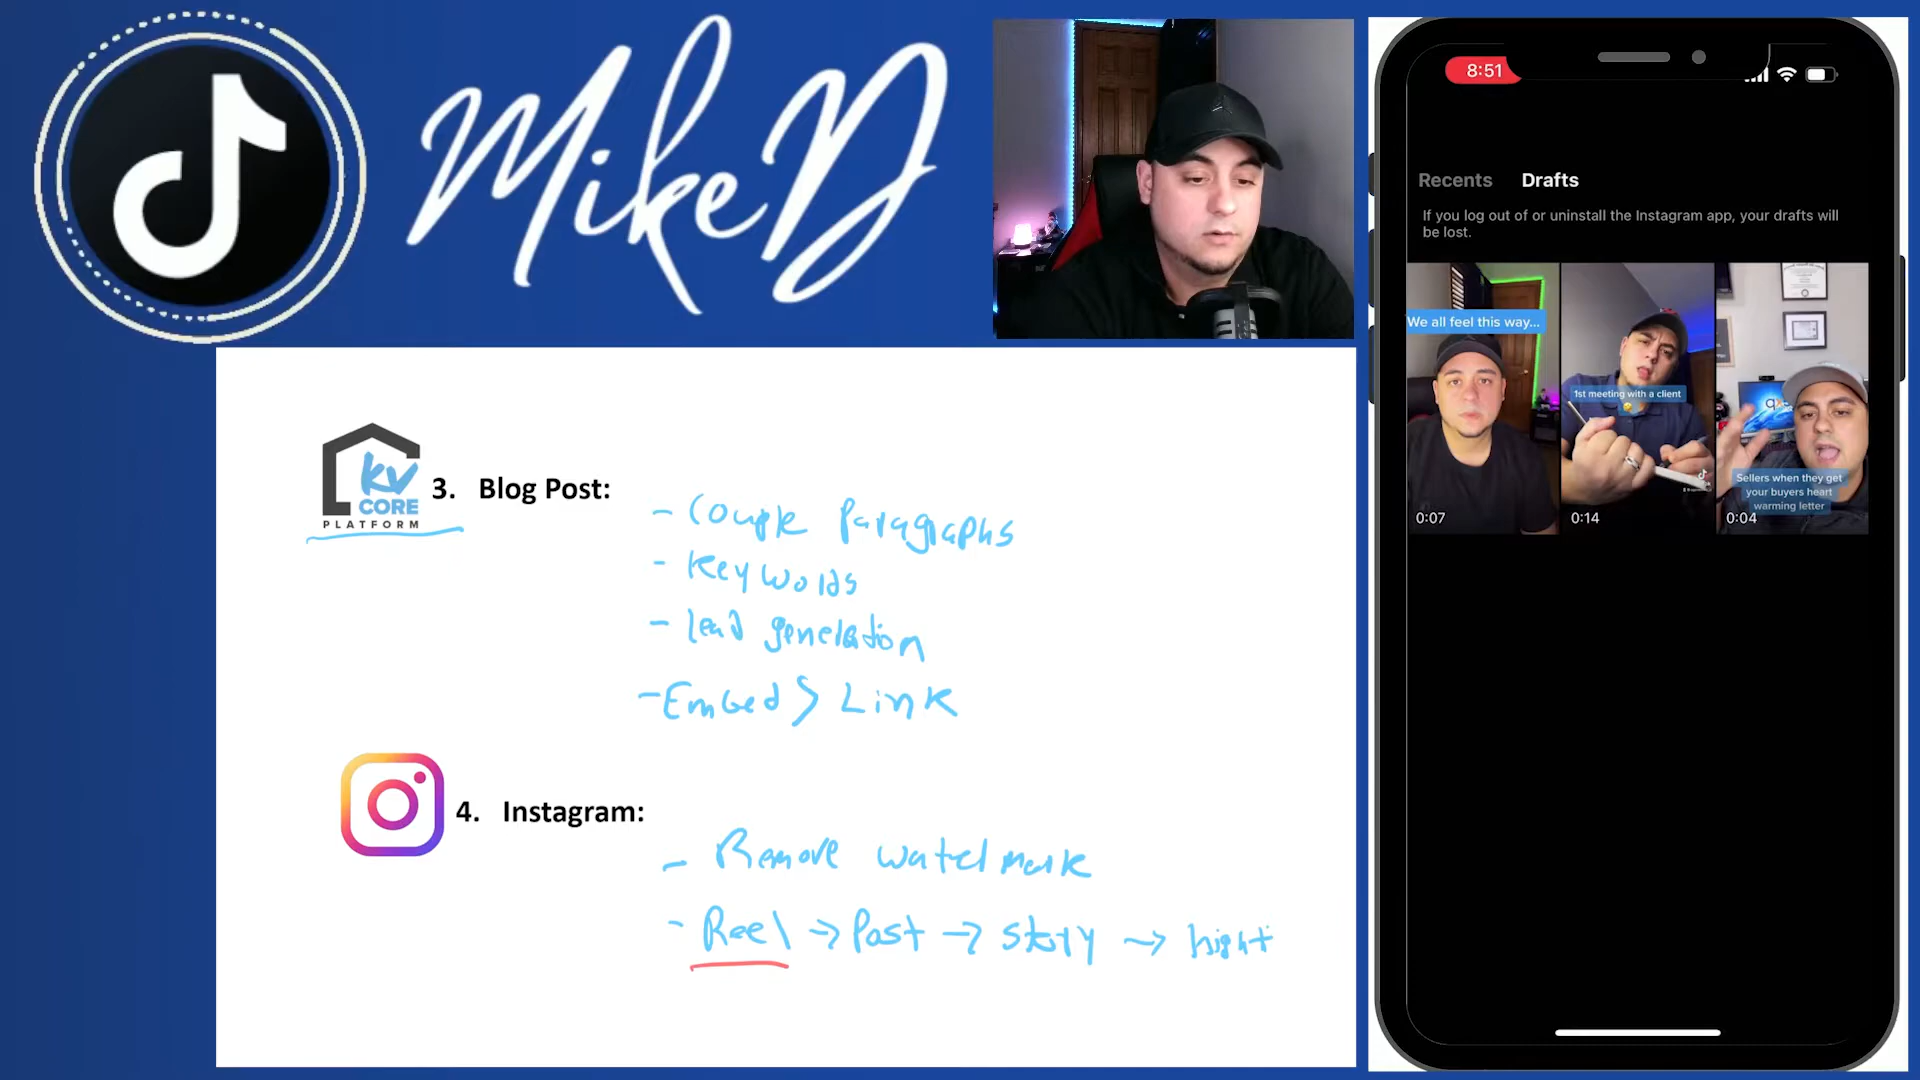 MikeD
kv
CORE
PLATFORM
3. Blog Post:
- Couple Paragraphs
- Keywords
- lead generation
- Embed > Link
4. Instagram:
- Remove watermark
- Reel → Post → story → hight
8:51
Recents Drafts
If you log out of or uninstall the Instagram app, your drafts will
be lost.
We all feel this way...
0:07
1st meeting with a client
0:14
Sellers when they get
your buyers heart
warming letter
0:04